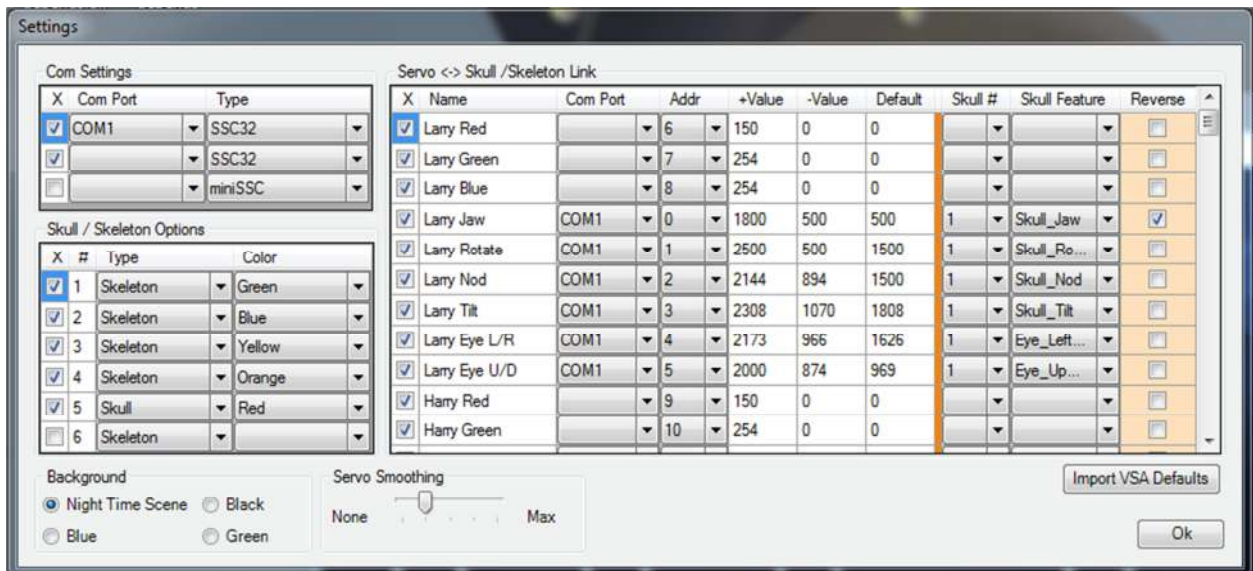 Settings
Com Settings
X Com Port Type
COM1 SSC32
SSC32
miniSSC
Skull / Skeleton Options
X # Type Color
1 Skeleton Green
2 Skeleton Blue
3 Skeleton Yellow
4 Skeleton Orange
5 Skull Red
6 Skeleton
Servo <-> Skull /Skeleton Link
X Name Com Port Addr +Value -Value Default Skull # Skull Feature Reverse
Larry Red 6 150 0 0
Larry Green 7 254 0 0
Larry Blue 8 254 0 0
Larry Jaw COM1 0 1800 500 500 1 Skull_Jaw
Larry Rotate COM1 1 2500 500 1500 1 Skull_Ro...
Larry Nod COM1 2 2144 894 1500 1 Skull_Nod
Larry Tilt COM1 3 2308 1070 1808 1 Skull_Tilt
Larry Eye L/R COM1 4 2173 966 1626 1 Eye_Left...
Larry Eye U/D COM1 5 2000 874 969 1 Eye_Up...
Harry Red 9 150 0 0
Harry Green 10 254 0 0
Background
Night Time Scene Black
Blue Green
Servo Smoothing
None Max
Import VSA Defaults
Ok